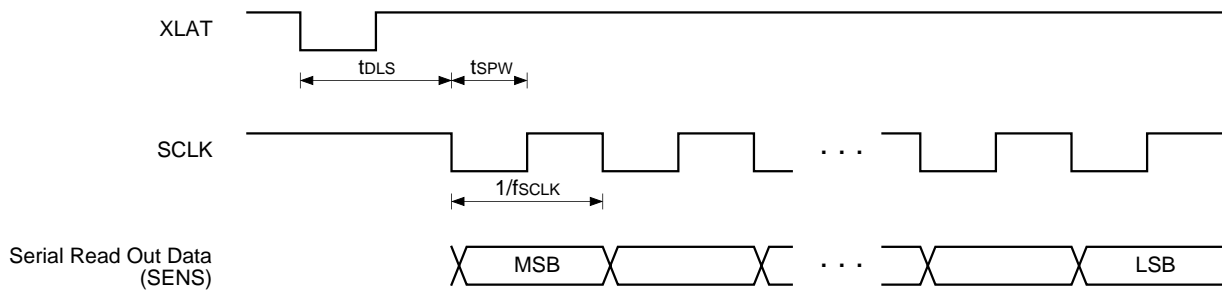 XLAT
tDLS
tSPW
SCLK
. . .
1/fSCLK
Serial Read Out Data
(SENS)
MSB
. . .
LSB